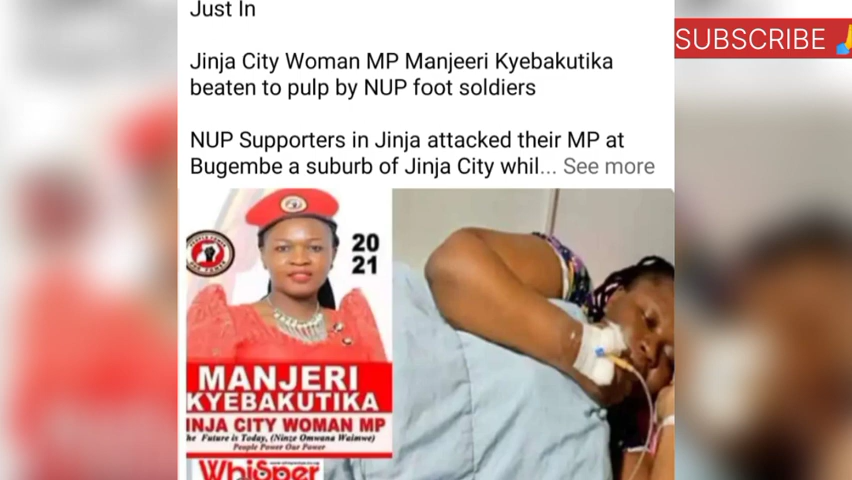 Just In
Jinja City Woman MP Manjeeri Kyebakutika
beaten to pulp by NUP foot soldiers
NUP Supporters in Jinja attacked their MP at
Bugembe a suburb of Jinja City whil... See more
SUBSCRIBE
20
21
MANJERI
KYEBAKUTIKA
JINJA CITY WOMAN MP
he Future is Today, (Ninze Omwana Waimwe)
People Power Our Power
Whisper